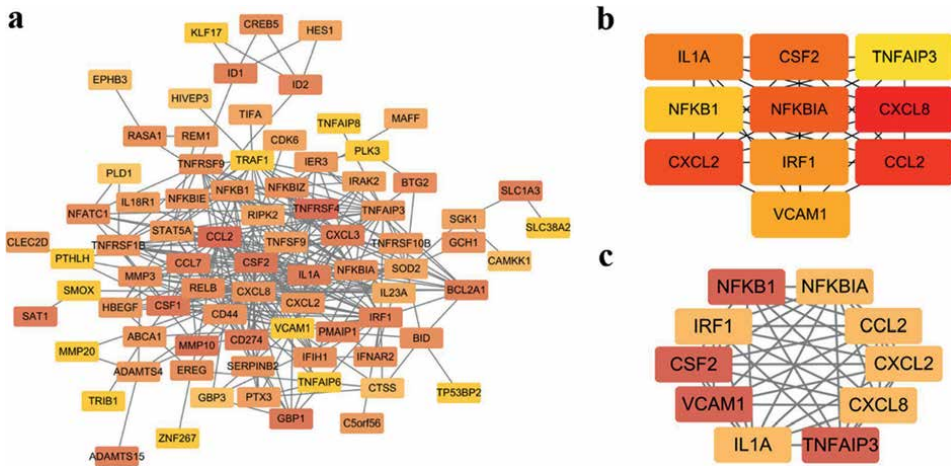 a
CREB5
KLF17
HES1
ID1
ID2
EPHB3
HIVEP3
TIFA
TNFAIP8
MAFF
RASA1
REM1
CDK6
PLK3
TNFRSF9
TRAF1
IER3
PLD1
NFKB1
NFKBIZ
IRAK2
BTG2
SLC1A3
NFKBIE
IL18R1
NFATC1
RIPK2
TNFRSF4
TNFAIP3
SGK1
SLC38A2
STAT5A
CCL2
CXCL3
CLEC2D
TNFRSF1B
TNFSF9
TNFRSF10B
GCH1
PTHLH
CCL7
CSF2
CAMKK1
MMP3
IL1A
NFKBIA
SOD2
SMOX
RELB
CXCL8
IL23A
BCL2A1
HBEGF
CSF1
CXCL2
SAT1
CD44
IRF1
ABCA1
VCAM1
PMAIP1
MMP10
CD274
BID
MMP20
IFIH1
IFNAR2
ADAMTS4
EREG
SERPINB2
TNFAIP6
CTSS
TP53BP2
TRIB1
GBP3
PTX3
GBP1
C5orf56
ZNF267
ADAMTS15
b
IL1A CSF2 TNFAIP3
NFKB1 NFKBIA CXCL8
CXCL2 IRF1 CCL2
VCAM1
c
NFKB1 NFKBIA
IRF1 CCL2
CSF2 CXCL2
VCAM1 CXCL8
IL1A TNFAIP3